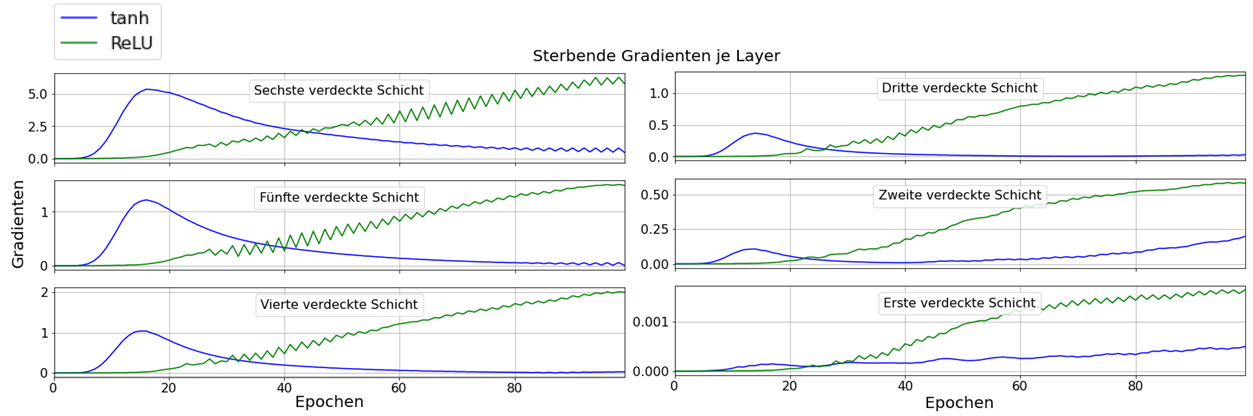 tanh
ReLU
Sterbende Gradienten je Layer
Gradienten
Sechste verdeckte Schicht
5.0
2.5
0.0
Fünfte verdeckte Schicht
1
0
Vierte verdeckte Schicht
2
1
0
0 20 40 60 80
Epochen
Dritte verdeckte Schicht
1.0
0.5
0.0
Zweite verdeckte Schicht
0.50
0.25
0.00
Erste verdeckte Schicht
0.001
0.000
0 20 40 60 80
Epochen